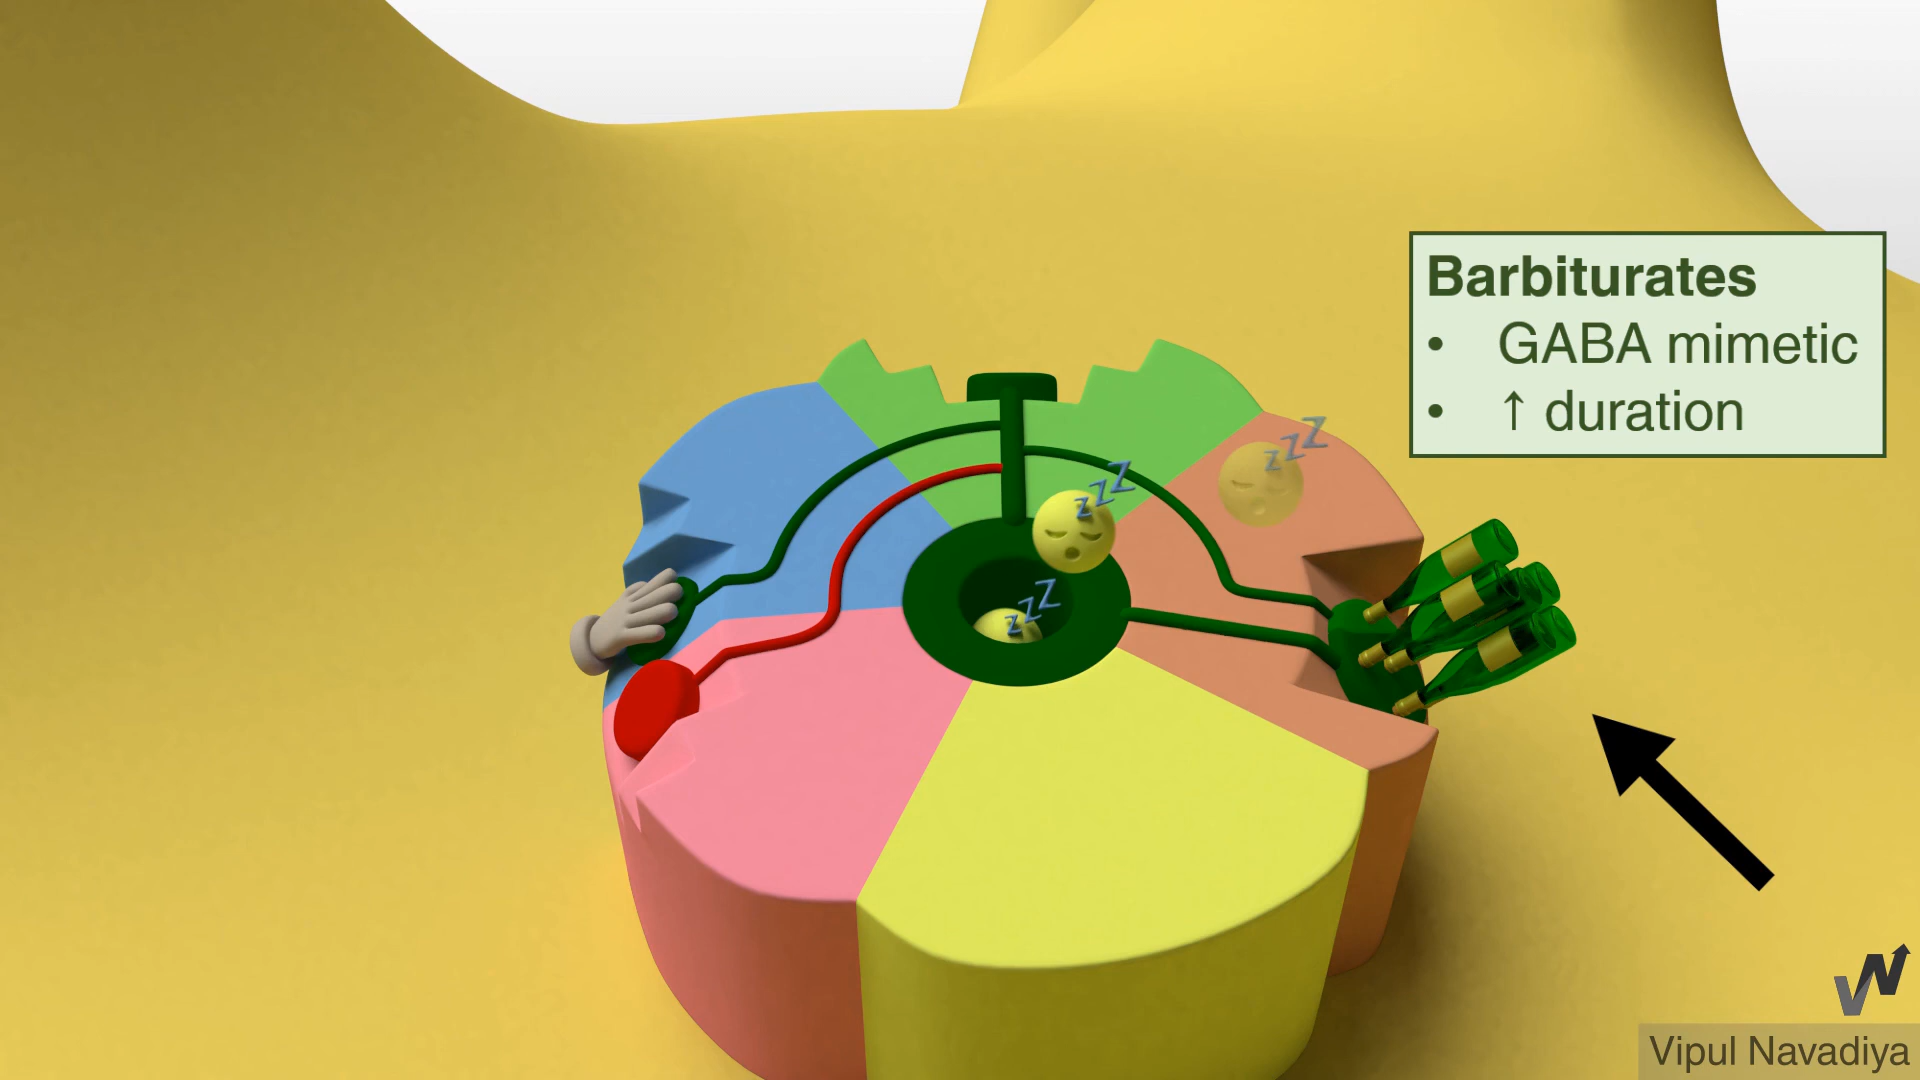 Barbiturates
• GABA mimetic
• ↑ duration
z z Z
z z Z
z z Z
Vipul Navadiya